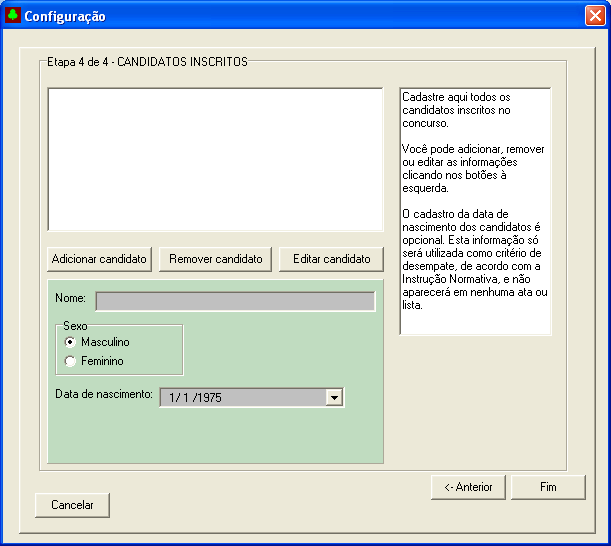 Configuração
Etapa 4 de 4 - CANDIDATOS INSCRITOS
Adicionar candidato
Remover candidato
Editar candidato
Nome:
Sexo
Masculino
Feminino
Data de nascimento:
1/ 1 /1975
Cadastre aqui todos os
candidatos inscritos no
concurso.
Você pode adicionar, remover
ou editar as informações
clicando nos botões à
esquerda.
O cadastro da data de
nascimento dos candidatos é
opcional. Esta informação só
será utilizada como critério de
desempate, de acordo com a
Instrução Normativa, e não
aparecerá em nenhuma ata ou
lista.
<- Anterior
Fim
Cancelar